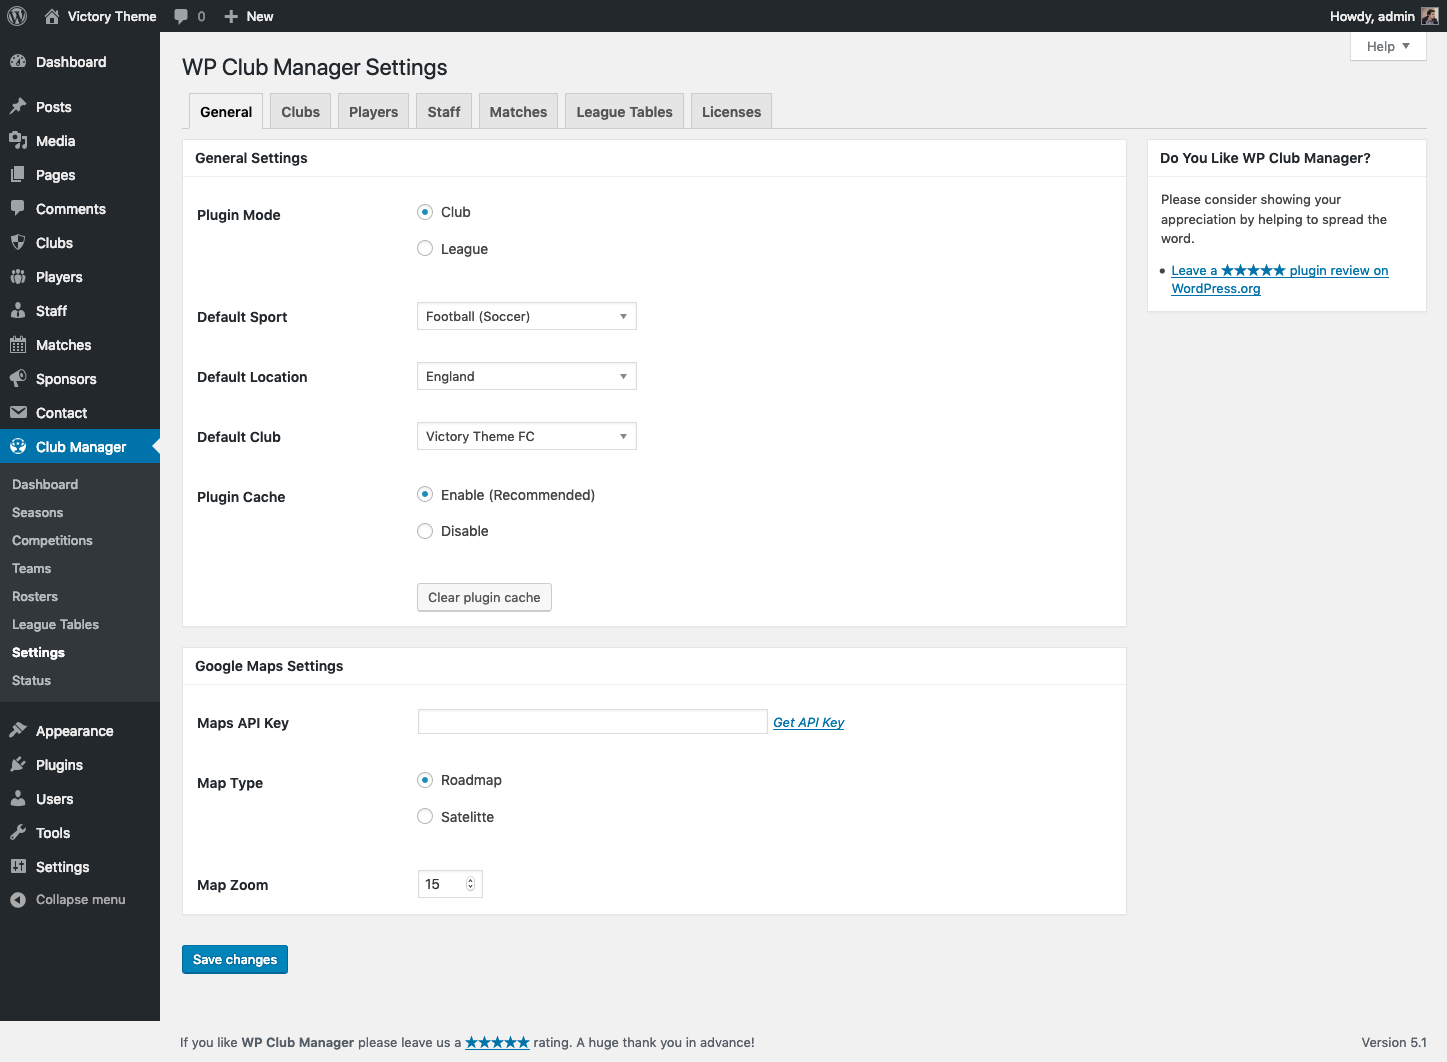 Victory Theme 0 New Howdy, admin
Help
Dashboard
Posts
Media
Pages
Comments
Clubs
Players
Staff
Matches
Sponsors
Contact
Club Manager
Dashboard
Seasons
Competitions
Teams
Rosters
League Tables
Settings
Status
Appearance
Plugins
Users
Tools
Settings
Collapse menu
WP Club Manager Settings
General Clubs Players Staff Matches League Tables Licenses
General Settings
Plugin Mode
Club
League
Default Sport Football (Soccer)
Default Location England
Default Club Victory Theme FC
Plugin Cache Enable (Recommended)
Disable
Clear plugin cache
Google Maps Settings
Maps API Key Get API Key
Map Type Roadmap
Satelitte
Map Zoom 15
Save changes
Do You Like WP Club Manager?
Please consider showing your
appreciation by helping to spread the
word.
Leave a ★★★★★ plugin review on
WordPress.org
If you like WP Club Manager please leave us a ★★★★★ rating. A huge thank you in advance!
Version 5.1